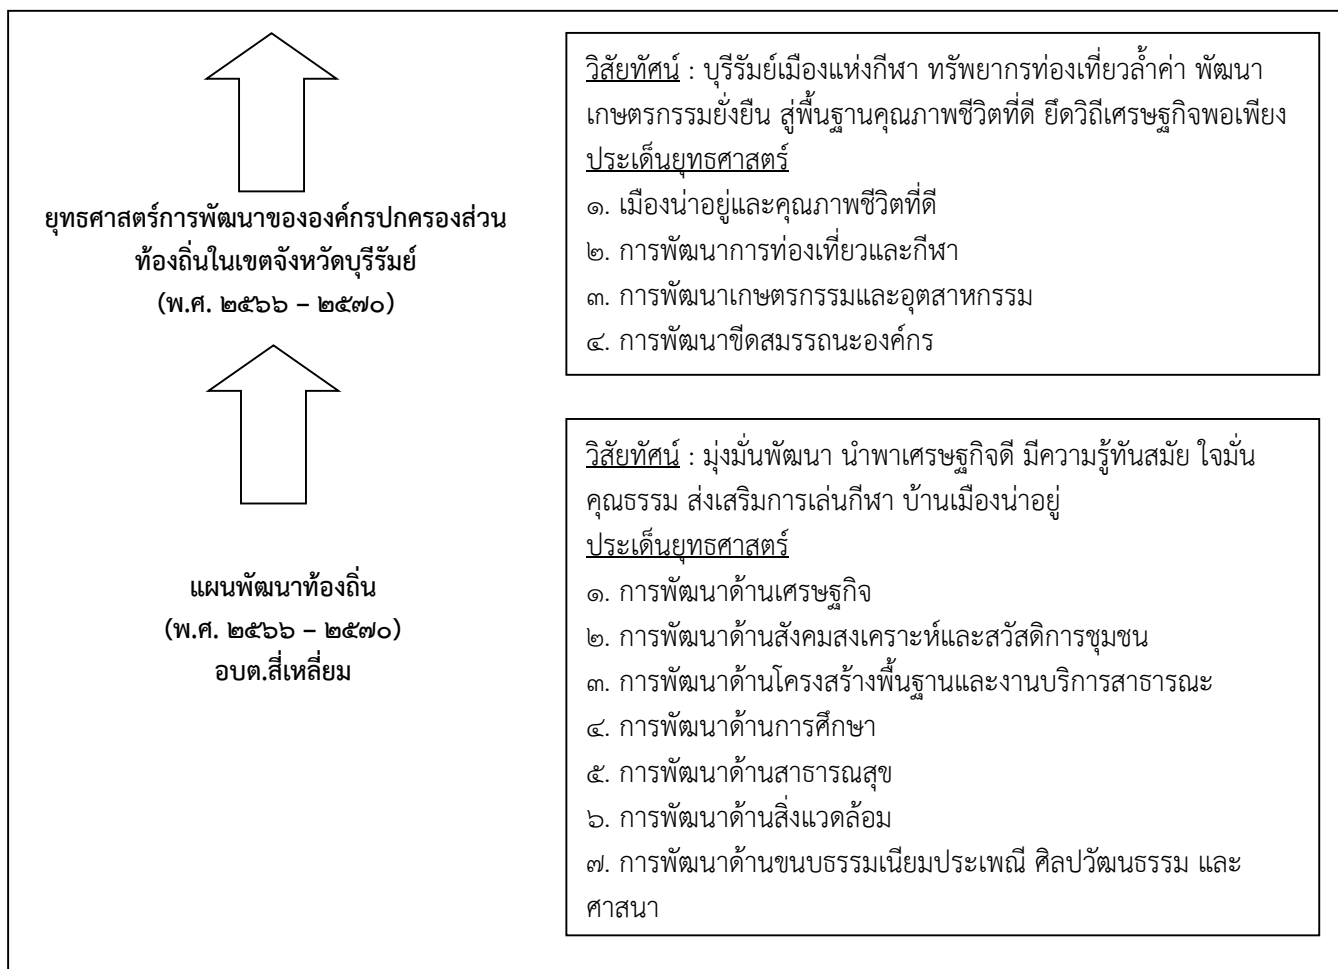 ยุทธศาสตร์การพัฒนาขององค์กรปกครองส่วน
ท้องถิ่นในเขตจังหวัดบุรีรัมย์
(พ.ศ. ๒๕๖๖ – ๒๕๗๐)
วิสัยทัศน์ : บุรีรัมย์เมืองแห่งกีฬา ทรัพยากรท่องเที่ยวล้ำค่า พัฒนา
เกษตรกรรมยั่งยืน สู่พื้นฐานคุณภาพชีวิตที่ดี ยึดวิถีเศรษฐกิจพอเพียง
ประเด็นยุทธศาสตร์
๑. เมืองน่าอยู่และคุณภาพชีวิตที่ดี
๒. การพัฒนาการท่องเที่ยวและกีฬา
๓. การพัฒนาเกษตรกรรมและอุตสาหกรรม
๔. การพัฒนาขีดสมรรถนะองค์กร
แผนพัฒนาท้องถิ่น
(พ.ศ. ๒๕๖๖ – ๒๕๗๐)
อบต.สี่เหลี่ยม
วิสัยทัศน์ : มุ่งมั่นพัฒนา นำพาเศรษฐกิจดี มีความรู้ทันสมัย ใจมั่น
คุณธรรม ส่งเสริมการเล่นกีฬา บ้านเมืองน่าอยู่
ประเด็นยุทธศาสตร์
๑. การพัฒนาด้านเศรษฐกิจ
๒. การพัฒนาด้านสังคมสงเคราะห์และสวัสดิการชุมชน
๓. การพัฒนาด้านโครงสร้างพื้นฐานและงานบริการสาธารณะ
๔. การพัฒนาด้านการศึกษา
๕. การพัฒนาด้านสาธารณสุข
๖. การพัฒนาด้านสิ่งแวดล้อม
๗. การพัฒนาด้านขนบธรรมเนียมประเพณี ศิลปวัฒนธรรม และ
ศาสนา